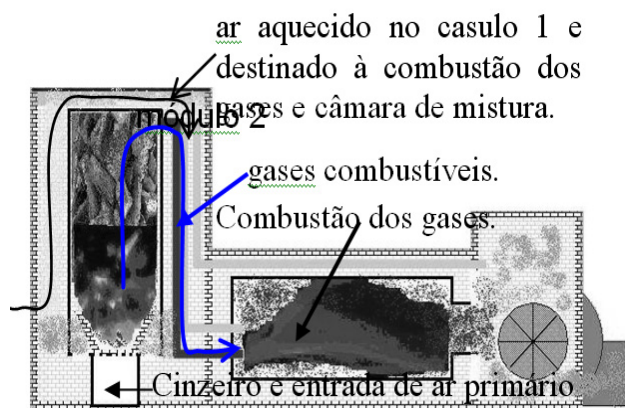 ar aquecido no casulo 1 e
destinado à combustão dos
gases e câmara de mistura.
módulo 2
gases combustíveis.
Combustão dos gases.
Cinzeiro e entrada de ar primário